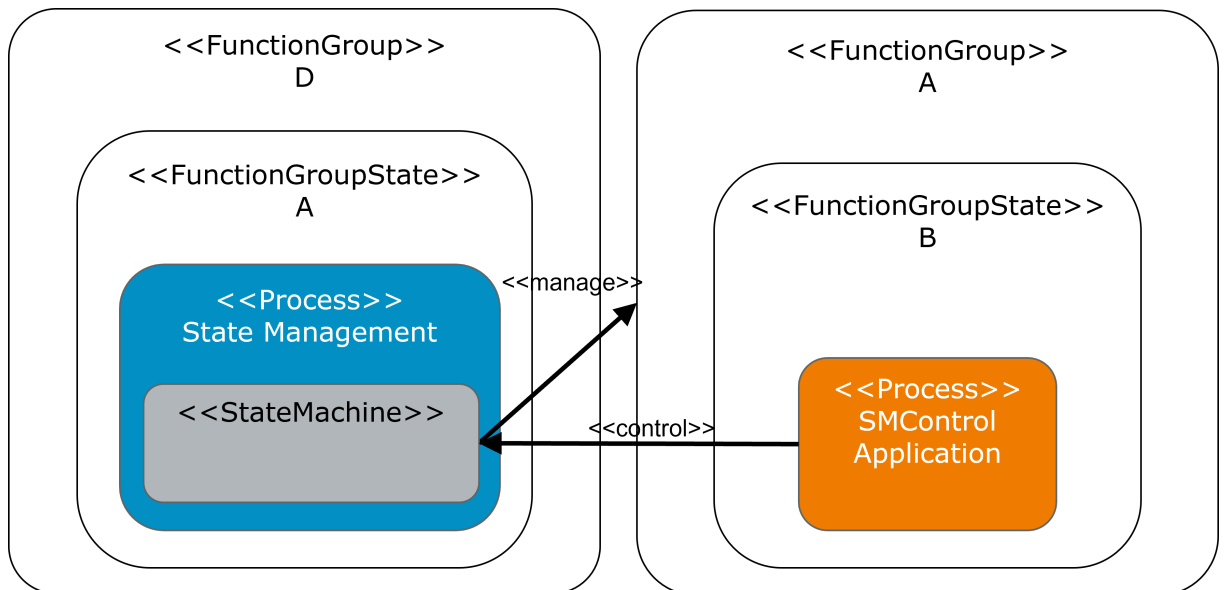 <<FunctionGroup>>
D
<<FunctionGroupState>>
A
<<Process>>
State Management
<<StateMachine>>
<<manage>>
<<control>>
<<FunctionGroup>>
A
<<FunctionGroupState>>
B
<<Process>>
SMControl
Application